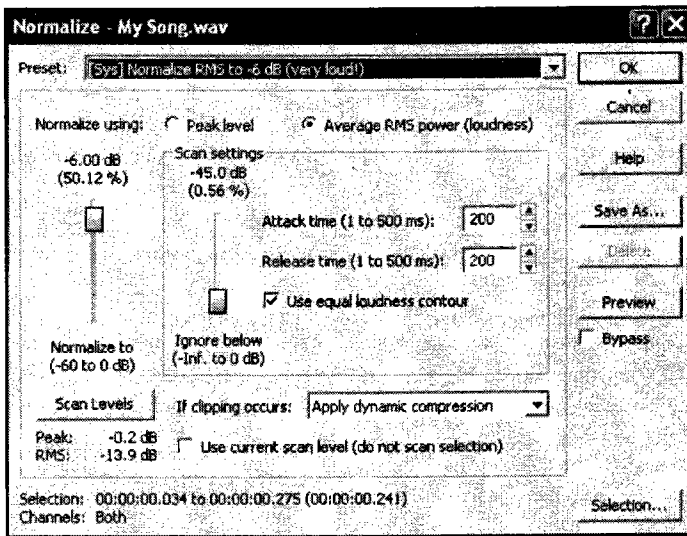 Normalize - My Song.wav
Preset: [Sys] Normalize RMS to -6 dB (very loud!)
OK
Cancel
Help
Save As...
Delete
Preview
Bypass
Normalize using: Peak level Average RMS power (loudness)
-6.00 dB
(50.12 %)
Normalize to
(-60 to 0 dB)
Scan settings
-45.0 dB
(0.56 %)
Attack time (1 to 500 ms): 200
Release time (1 to 500 ms): 200
Use equal loudness contour
Ignore below
(-Inf. to 0 dB)
Scan Levels
If clipping occurs: Apply dynamic compression
Peak: -0.2 dB
RMS: -13.9 dB
Use current scan level (do not scan selection)
Selection: 00:00:00.034 to 00:00:00.275 (00:00:00.241)
Channels: Both
Selection...